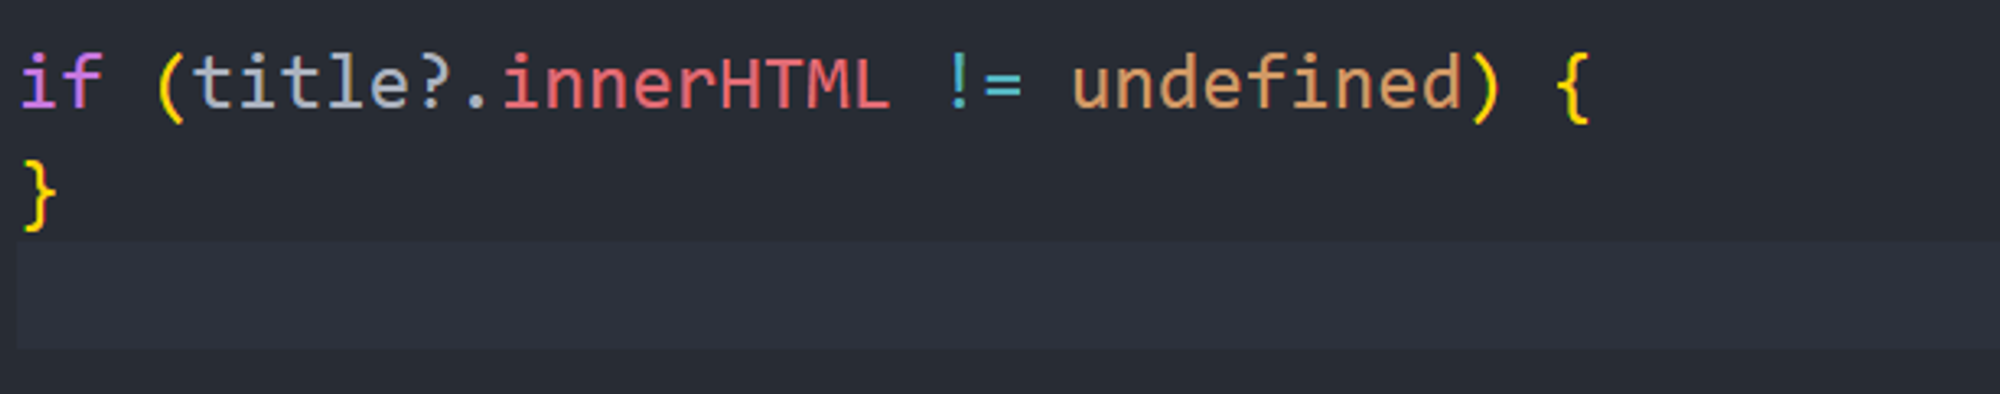 if (title?.innerHTML != undefined) {
}